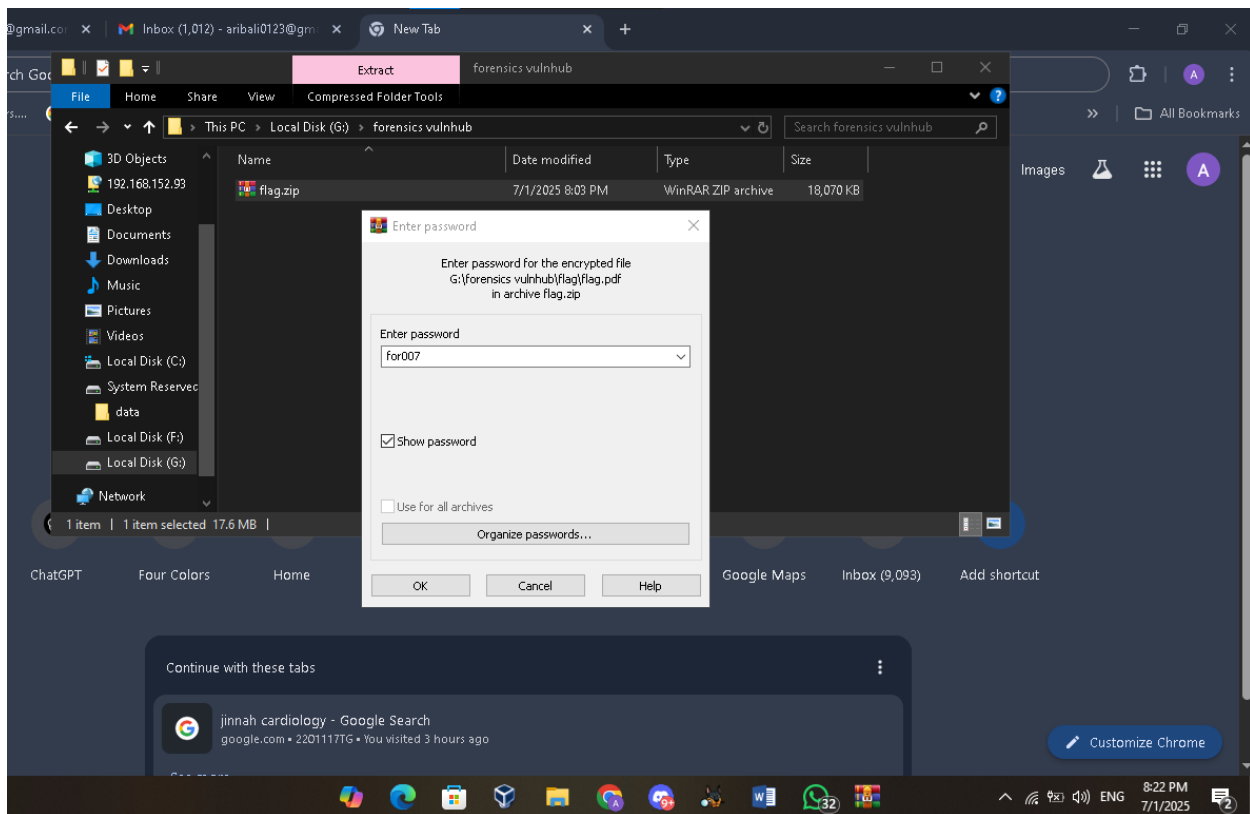 @gmail.cor
Inbox (1,012) - aribali0123@gm
New Tab
Extract
forensics vulnhub
File Home Share View Compressed Folder Tools
This PC > Local Disk (G:) > forensics vulnhub
Search forensics vulnhub
All Bookmarks
Images
A
A
3D Objects
192.168.152.93
Desktop
Documents
Downloads
Music
Pictures
Videos
Local Disk (C:)
System Reservec
data
Local Disk (F:)
Local Disk (G:)
Network
Name Date modified Type Size
flag.zip 7/1/2025 8:03 PM WinRAR ZIP archive 18,070 KB
Enter password
Enter password for the encrypted file
G:\forensics vulnhub\flag\flag.pdf
in archive flag.zip
Enter password
for007
Show password
Use for all archives
Organize passwords...
OK Cancel Help
1 item 1 item selected 17.6 MB
ChatGPT Four Colors Home Google Maps Inbox (9,093) Add shortcut
Continue with these tabs
jinnah cardiology - Google Search
google.com • 2201117TG • You visited 3 hours ago
Customize Chrome
32
ENG
8:22 PM
7/1/2025
2